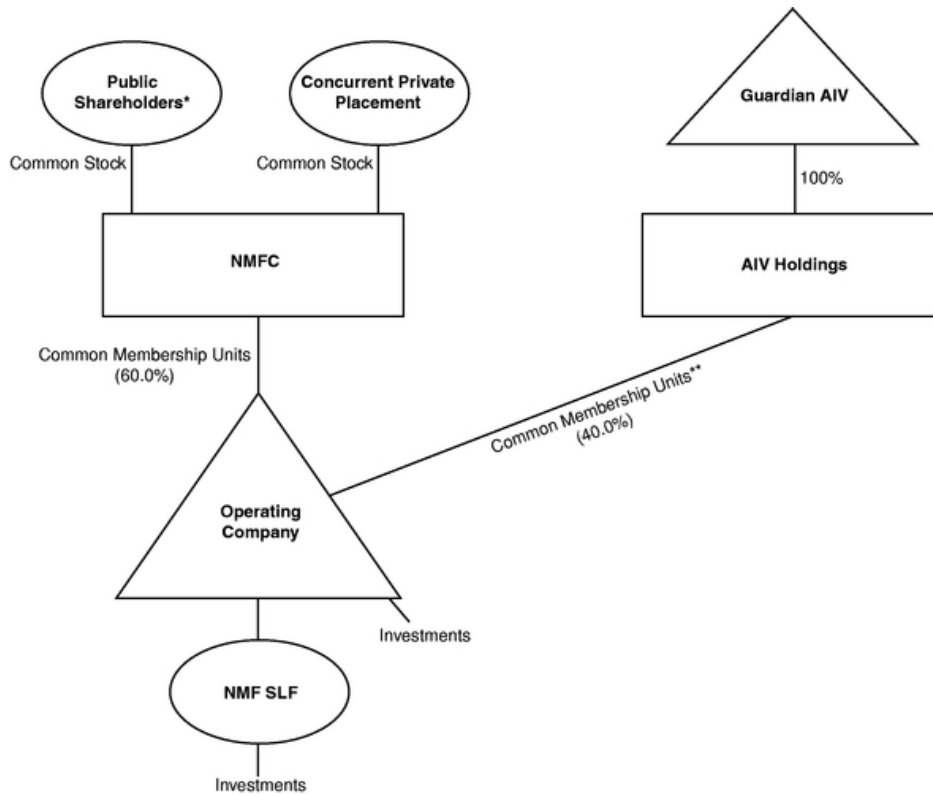 Public
Shareholders*
Concurrent Private
Placement
Guardian AIV
Common Stock
Common Stock
100%
NMFC
AIV Holdings
Common Membership Units
(60.0%)
Common Membership Units**
(40.0%)
Operating
Company
Investments
NMF SLF
Investments